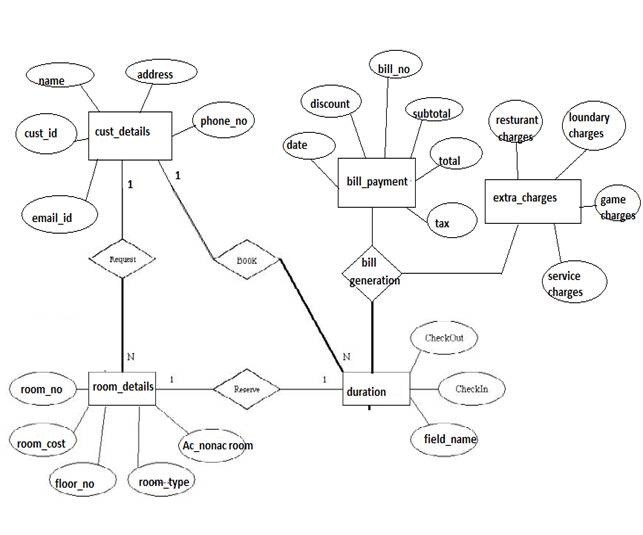 name
address
cust_id
cust_details
phone_no
email_id
1
1
bill_no
discount
subtotal
date
total
bill_payment
tax
resturant
charges
loundary
charges
extra_charges
game
charges
service
charges
Request
BOOK
bill
generation
N
N
room_no
room_details
1
Reserve
1
duration
CheckOut
CheckIn
field_name
room_cost
Ac_nonac room
floor_no
room_type